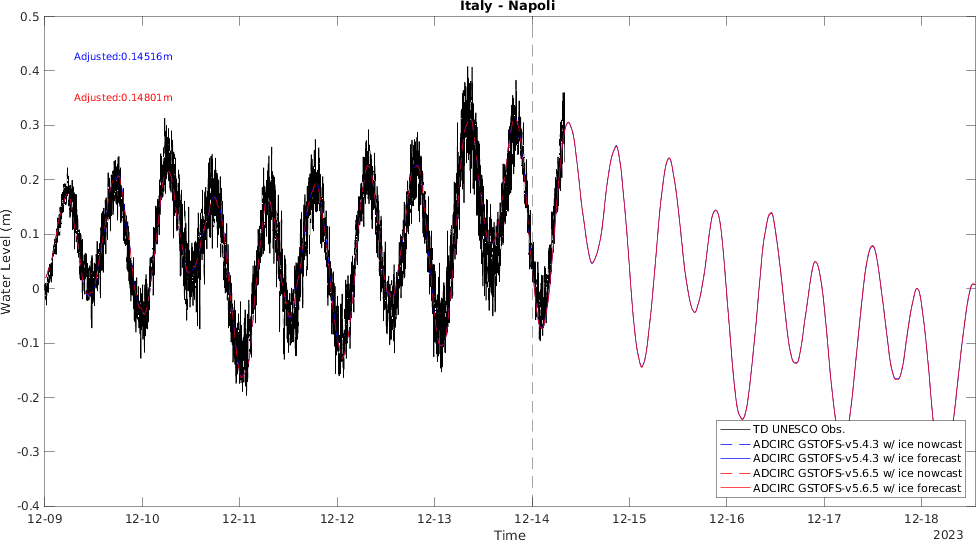 Italy - Napoli
Adjusted:0.14516m
Adjusted:0.14801m
Water Level (m)
0.5
0.4
0.3
0.2
0.1
0
-0.1
-0.2
-0.3
-0.4
TD UNESCO Obs.
ADCIRC GSTOFS-v5.4.3 w/ ice nowcast
ADCIRC GSTOFS-v5.4.3 w/ ice forecast
ADCIRC GSTOFS-v5.6.5 w/ ice nowcast
ADCIRC GSTOFS-v5.6.5 w/ ice forecast
12-09 12-10 12-11 12-12 12-13 12-14 12-15 12-16 12-17 12-18
Time
2023